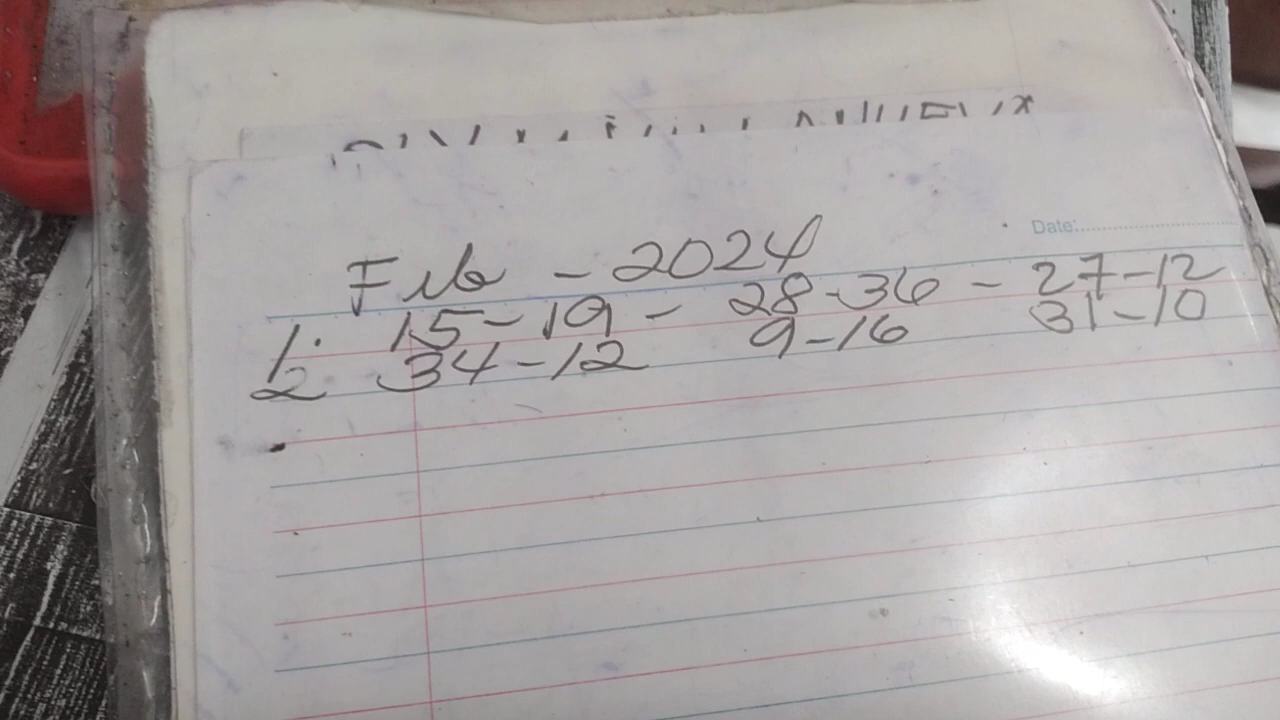 Date:
Feb - 2024
1. 15-19 - 28-36 - 27-12
2 34-12 9-16 31-10